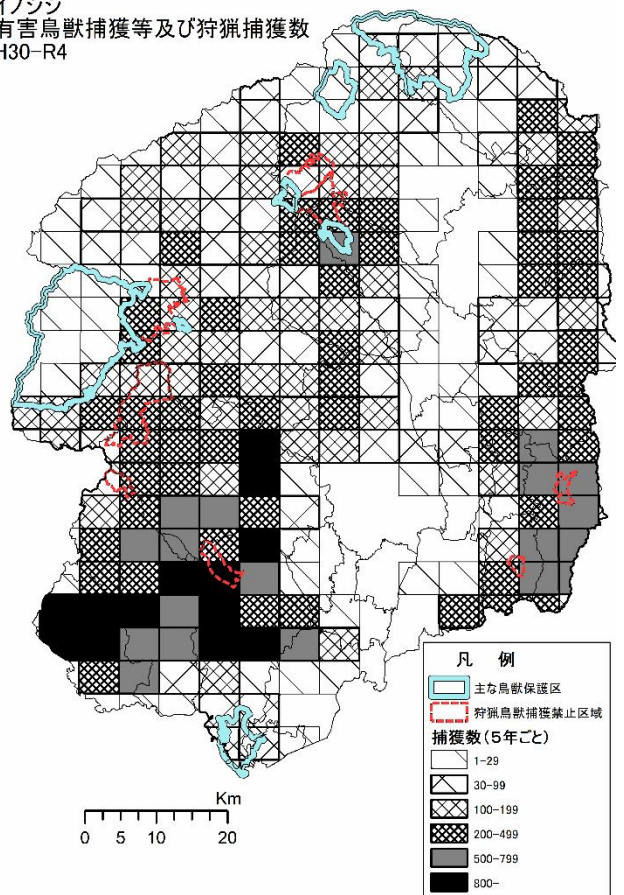 イノシシ
有害鳥獣捕獲等及び狩猟捕獲数
H30-R4
凡 例
主な鳥獣保護区
狩猟鳥獣捕獲禁止区域
捕獲数(5年ごと)
1-29
30-99
100-199
200-499
500-799
800-
Km
0 5 10 20